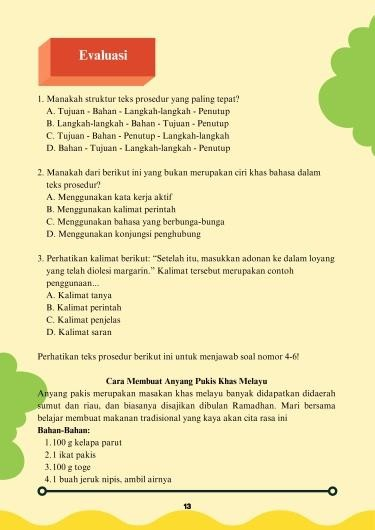 Evaluasi
1. Manakah struktur teks prosedur yang paling tepat?
A. Tujuan - Bahan - Langkah-langkah - Penutup
B. Langkah-langkah - Bahan - Tujuan - Penutup
C. Tujuan - Bahan - Penutup - Langkah-langkah
D. Bahan - Tujuan - Langkah-langkah - Penutup
2. Manakah dari berikut ini yang bukan merupakan ciri khas bahasa dalam
teks prosedur?
A. Menggunakan kata kerja aktif
B. Menggunakan kalimat perintah
C. Menggunakan bahasa yang berbunga-bunga
D. Menggunakan konjungsi penghubung
3. Perhatikan kalimat berikut: “Setelah itu, masukkan adonan ke dalam loyang
yang telah diolesi margarin.” Kalimat tersebut merupakan contoh
penggunaan...
A. Kalimat tanya
B. Kalimat perintah
C. Kalimat penjelas
D. Kalimat saran
Perhatikan teks prosedur berikut ini untuk menjawab soal nomor 4-6!
Cara Membuat Anyang Pukis Khas Melayu
Anyang pakis merupakan masakan khas melayu banyak didapatkan didaerah
sumut dan riau, dan biasanya disajikan dibulan Ramadhan. Mari bersama
belajar membuat makanan tradisional yang kaya akan cita rasa ini
Bahan-Bahan:
1.100 g kelapa parut
2.1 ikat pakis
3.100 g toge
4.1 buah jeruk nipis, ambil airnya
13